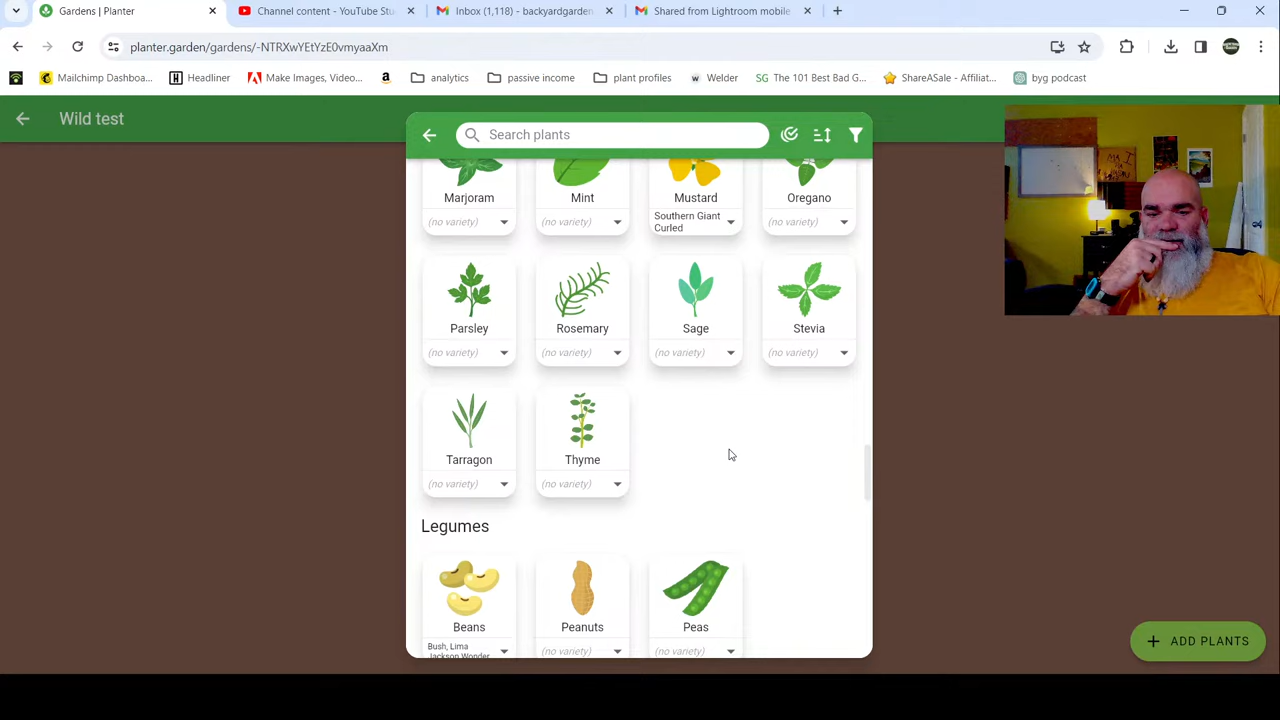 Gardens | Planter
Channel content - YouTube Stu
Inbox (1,118) - backyardgarden
Shared from Lightroom mobile
planter.garden/gardens/-NTRXwYEtYzE0vmyaaXm
Mailchimp Dashboa...
Headliner
Make Images, Video...
analytics
passive income
plant profiles
Welder
SG The 101 Best Bad G...
ShareASale - Affiliat...
byg podcast
Wild test
Search plants
Marjoram
Mint
Mustard
Oregano
(no variety)
(no variety)
Southern Giant
Curled
(no variety)
Parsley
Rosemary
Sage
Stevia
(no variety)
(no variety)
(no variety)
(no variety)
Tarragon
Thyme
(no variety)
(no variety)
Legumes
Beans
Peanuts
Peas
Bush, Lima
Jackson Wonder
(no variety)
(no variety)
+ ADD PLANTS